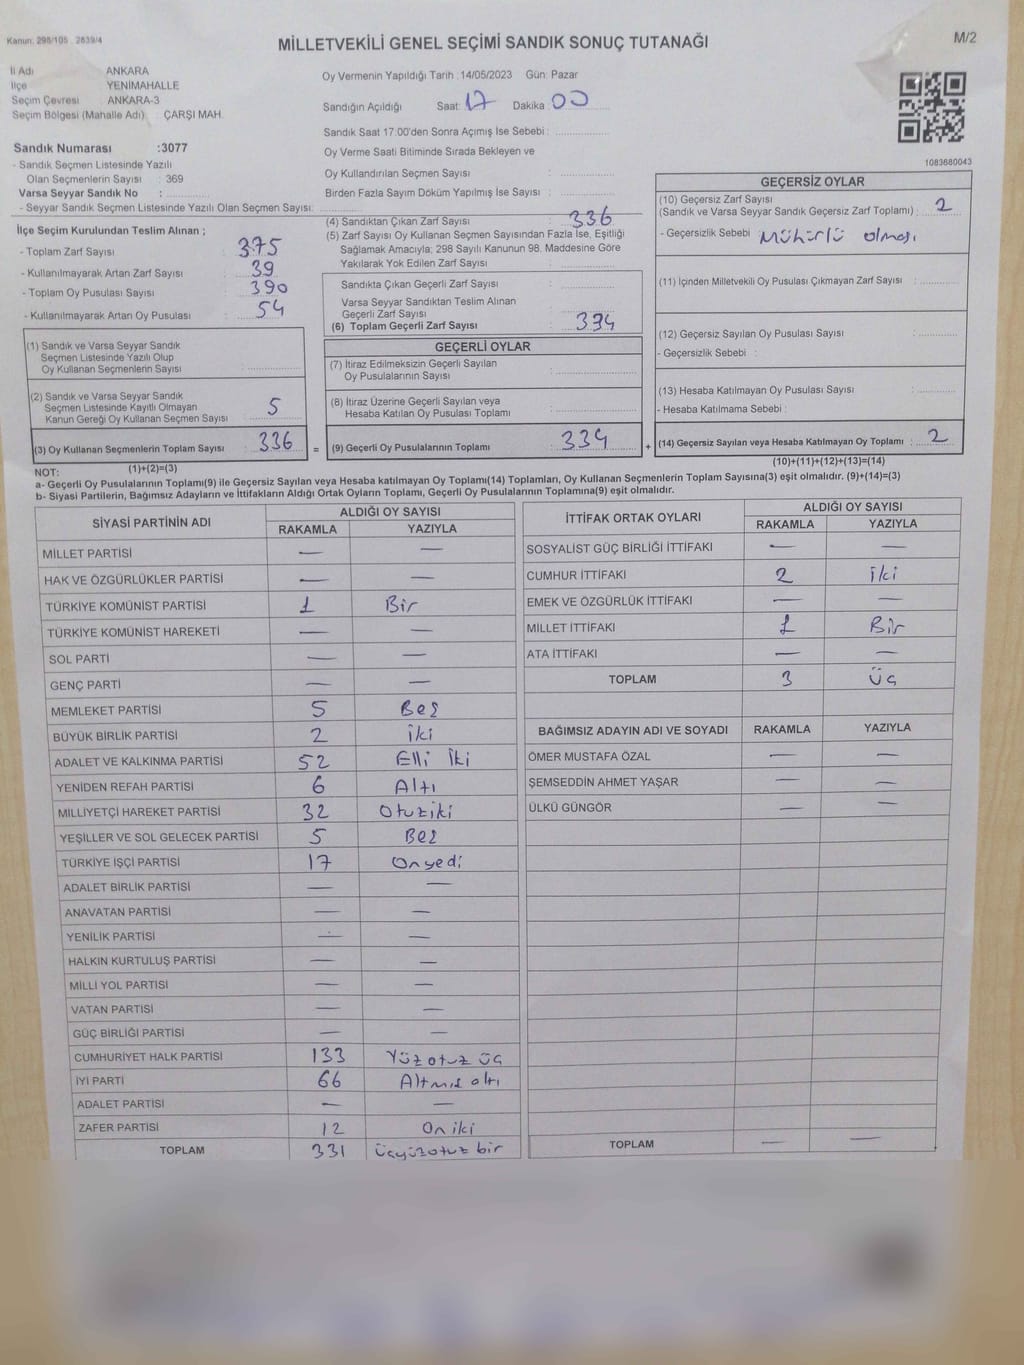 Kanun: 298/105 2839/4
MİLLETVEKİLİ GENEL SEÇİMİ SANDIK SONUÇ TUTANAĞI
M/2
İl Adı ANKARA
İlçe YENİMAHALLE
Seçim Çevresi ANKARA-3
Seçim Bölgesi (Mahalle Adı) : ÇARŞI MAH.
Sandık Numarası :3077
- Sandık Seçmen Listesinde Yazılı
Olan Seçmenlerin Sayısı : 369
Varsa Seyyar Sandık No :
- Seyyar Sandık Seçmen Listesinde Yazılı Olan Seçmen Sayısı:
Oy Vermenin Yapıldığı Tarih :14/05/2023 Gün: Pazar
Sandığın Açıldığı Saat: 17 Dakika: 00
Sandık Saat 17.00'den Sonra Açımış İse Sebebi :
Oy Verme Saati Bitiminde Sırada Bekleyen ve
Oy Kullandırılan Seçmen Sayısı :
Birden Fazla Sayım Döküm Yapılmış İse Sayısı :
1083680043
İlçe Seçim Kurulundan Teslim Alınan ;
- Toplam Zarf Sayısı : 375
- Kullanılmayarak Artan Zarf Sayısı : 39
- Toplam Oy Pusulası Sayısı : 390
- Kullanılmayarak Artan Oy Pusulası : 54
(1) Sandık ve Varsa Seyyar Sandık
Seçmen Listesinde Yazılı Olup
Oy Kullanan Seçmenlerin Sayısı :
(2) Sandık ve Varsa Seyyar Sandık
Seçmen Listesinde Kayıtlı Olmayan
Kanun Gereği Oy Kullanan Seçmen Sayısı : 5
(3) Oy Kullanan Seçmenlerin Toplam Sayısı : 336 =
(1)+(2)=(3)
(4) Sandıktan Çıkan Zarf Sayısı : 336
(5) Zarf Sayısı Oy Kullanan Seçmen Sayısından Fazla İse, Eşitliği
Sağlamak Amacıyla; 298 Sayılı Kanunun 98. Maddesine Göre
Yakılarak Yok Edilen Zarf Sayısı :
Sandıkta Çıkan Geçerli Zarf Sayısı :
Varsa Seyyar Sandıktan Teslim Alınan
Geçerli Zarf Sayısı :
(6) Toplam Geçerli Zarf Sayısı : 334
GEÇERLİ OYLAR
(7) İtiraz Edilmeksizin Geçerli Sayılan
Oy Pusulalarının Sayısı :
(8) İtiraz Üzerine Geçerli Sayılan veya
Hesaba Katılan Oy Pusulası Toplamı :
(9) Geçerli Oy Pusulalarının Toplamı : 334 +
GEÇERSİZ OYLAR
(10) Geçersiz Zarf Sayısı
(Sandık ve Varsa Seyyar Sandık Geçersiz Zarf Toplamı) : 2
- Geçersizlik Sebebi : Mühürlü olması
(11) İçinden Milletvekili Oy Pusulası Çıkmayan Zarf Sayısı :
(12) Geçersiz Sayılan Oy Pusulası Sayısı :
- Geçersizlik Sebebi :
(13) Hesaba Katılmayan Oy Pusulası Sayısı :
- Hesaba Katılmama Sebebi :
(14) Geçersiz Sayılan veya Hesaba Katılmayan Oy Toplamı : 2
(10)+(11)+(12)+(13)=(14)
NOT:
a- Geçerli Oy Pusulalarının Toplamı(9) ile Geçersiz Sayılan veya Hesaba katılmayan Oy Toplamı(14) Toplamları, Oy Kullanan Seçmenlerin Toplam Sayısına(3) eşit olmalıdır. (9)+(14)=(3)
b- Siyasi Partilerin, Bağımsız Adayların ve İttifakların Aldığı Ortak Oyların Toplamı, Geçerli Oy Pusulalarının Toplamına(9) eşit olmalıdır.
SİYASİ PARTİNİN ADI ALDIĞI OY SAYISI
RAKAMLA YAZIYLA
MİLLET PARTİSİ — —
HAK VE ÖZGÜRLÜKLER PARTİSİ — —
TÜRKİYE KOMÜNİST PARTİSİ 1 Bir
TÜRKİYE KOMÜNİST HAREKETİ — —
SOL PARTİ — —
GENÇ PARTİ — —
MEMLEKET PARTİSİ 5 Beş
BÜYÜK BİRLİK PARTİSİ 2 İki
ADALET VE KALKINMA PARTİSİ 52 Elli İki
YENİDEN REFAH PARTİSİ 6 Altı
MİLLİYETÇİ HAREKET PARTİSİ 32 Otuziki
YEŞİLLER VE SOL GELECEK PARTİSİ 5 Beş
TÜRKİYE İŞÇİ PARTİSİ 17 Onyedi
ADALET BİRLİK PARTİSİ — —
ANAVATAN PARTİSİ — —
YENİLİK PARTİSİ — —
HALKIN KURTULUŞ PARTİSİ — —
MİLLİ YOL PARTİSİ — —
VATAN PARTİSİ — —
GÜÇ BİRLİĞİ PARTİSİ — —
CUMHURİYET HALK PARTİSİ 133 Yüz otuz üç
İYİ PARTİ 66 Altmış altı
ADALET PARTİSİ — —
ZAFER PARTİSİ 12 On iki
TOPLAM 331 Üçyüzotuz bir
İTTİFAK ORTAK OYLARI ALDIĞI OY SAYISI
RAKAMLA YAZIYLA
SOSYALİST GÜÇ BİRLİĞİ İTTİFAKI — —
CUMHUR İTTİFAKI 2 İki
EMEK VE ÖZGÜRLÜK İTTİFAKI — —
MİLLET İTTİFAKI 1 Bir
ATA İTTİFAKI — —
TOPLAM 3 Üç
BAĞIMSIZ ADAYIN ADI VE SOYADI RAKAMLA YAZIYLA
ÖMER MUSTAFA ÖZAL — —
ŞEMSEDDİN AHMET YAŞAR — —
ÜLKÜ GÜNGÖR — —
TOPLAM — —